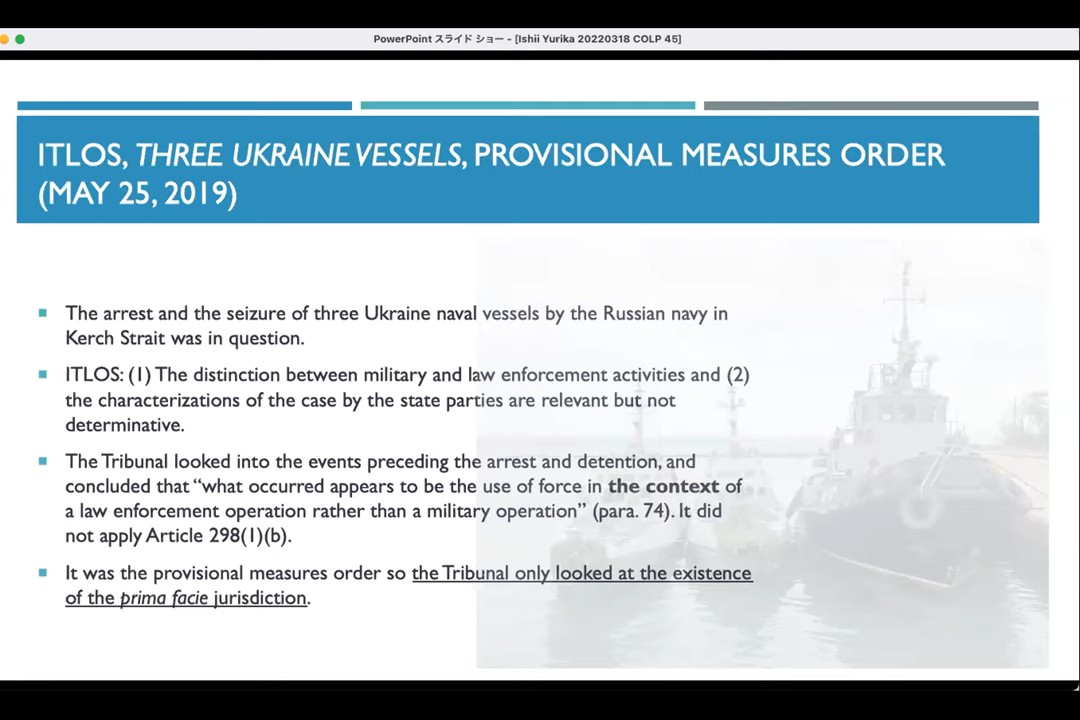 PowerPoint スライド ショー - [Ishii Yurika 20220318 COLP 45]
ITLOS, THREE UKRAINE VESSELS, PROVISIONAL MEASURES ORDER
(MAY 25, 2019)
The arrest and the seizure of three Ukraine naval vessels by the Russian navy in
Kerch Strait was in question.
ITLOS: (1) The distinction between military and law enforcement activities and (2)
the characterizations of the case by the state parties are relevant but not
determinative.
The Tribunal looked into the events preceding the arrest and detention, and
concluded that “what occurred appears to be the use of force in the context of
a law enforcement operation rather than a military operation” (para. 74). It did
not apply Article 298(1)(b).
It was the provisional measures order so the Tribunal only looked at the existence
of the prima facie jurisdiction.